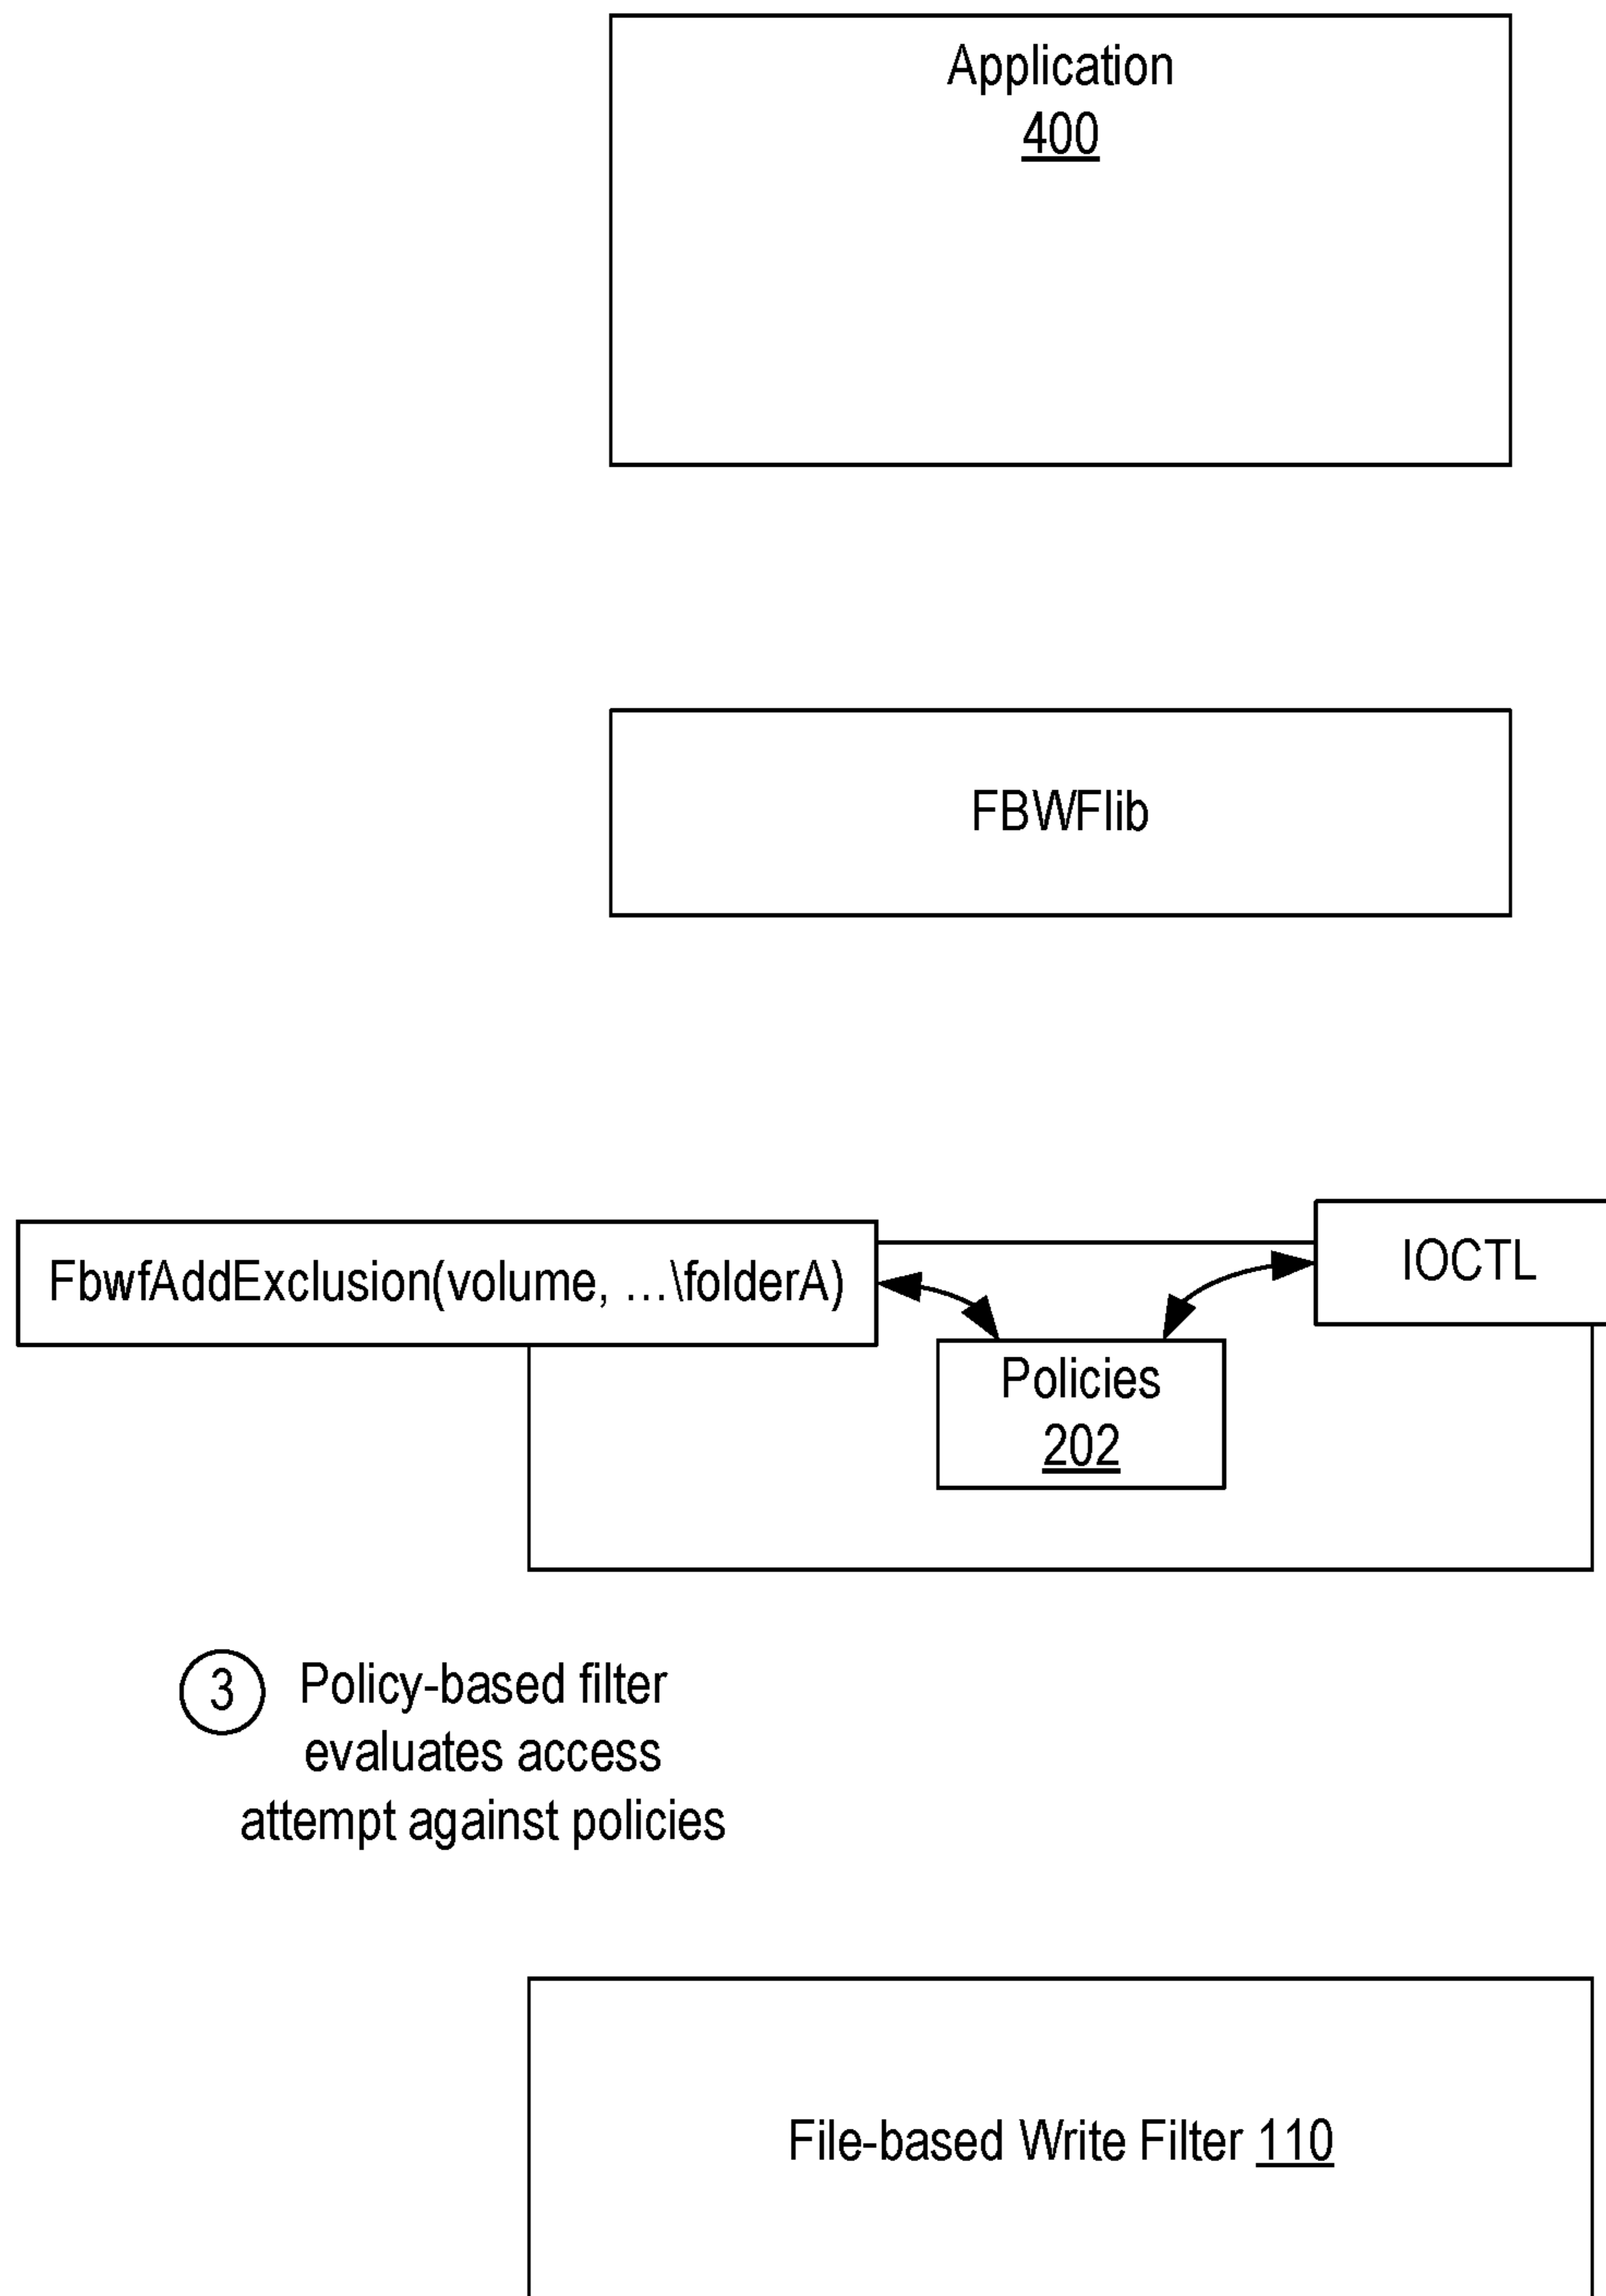 Application
400
FBWFlib
FbwfAddExclusion(volume, …\folderA)
IOCTL
Policies
202
3 Policy-based filter
evaluates access
attempt against policies
File-based Write Filter 110